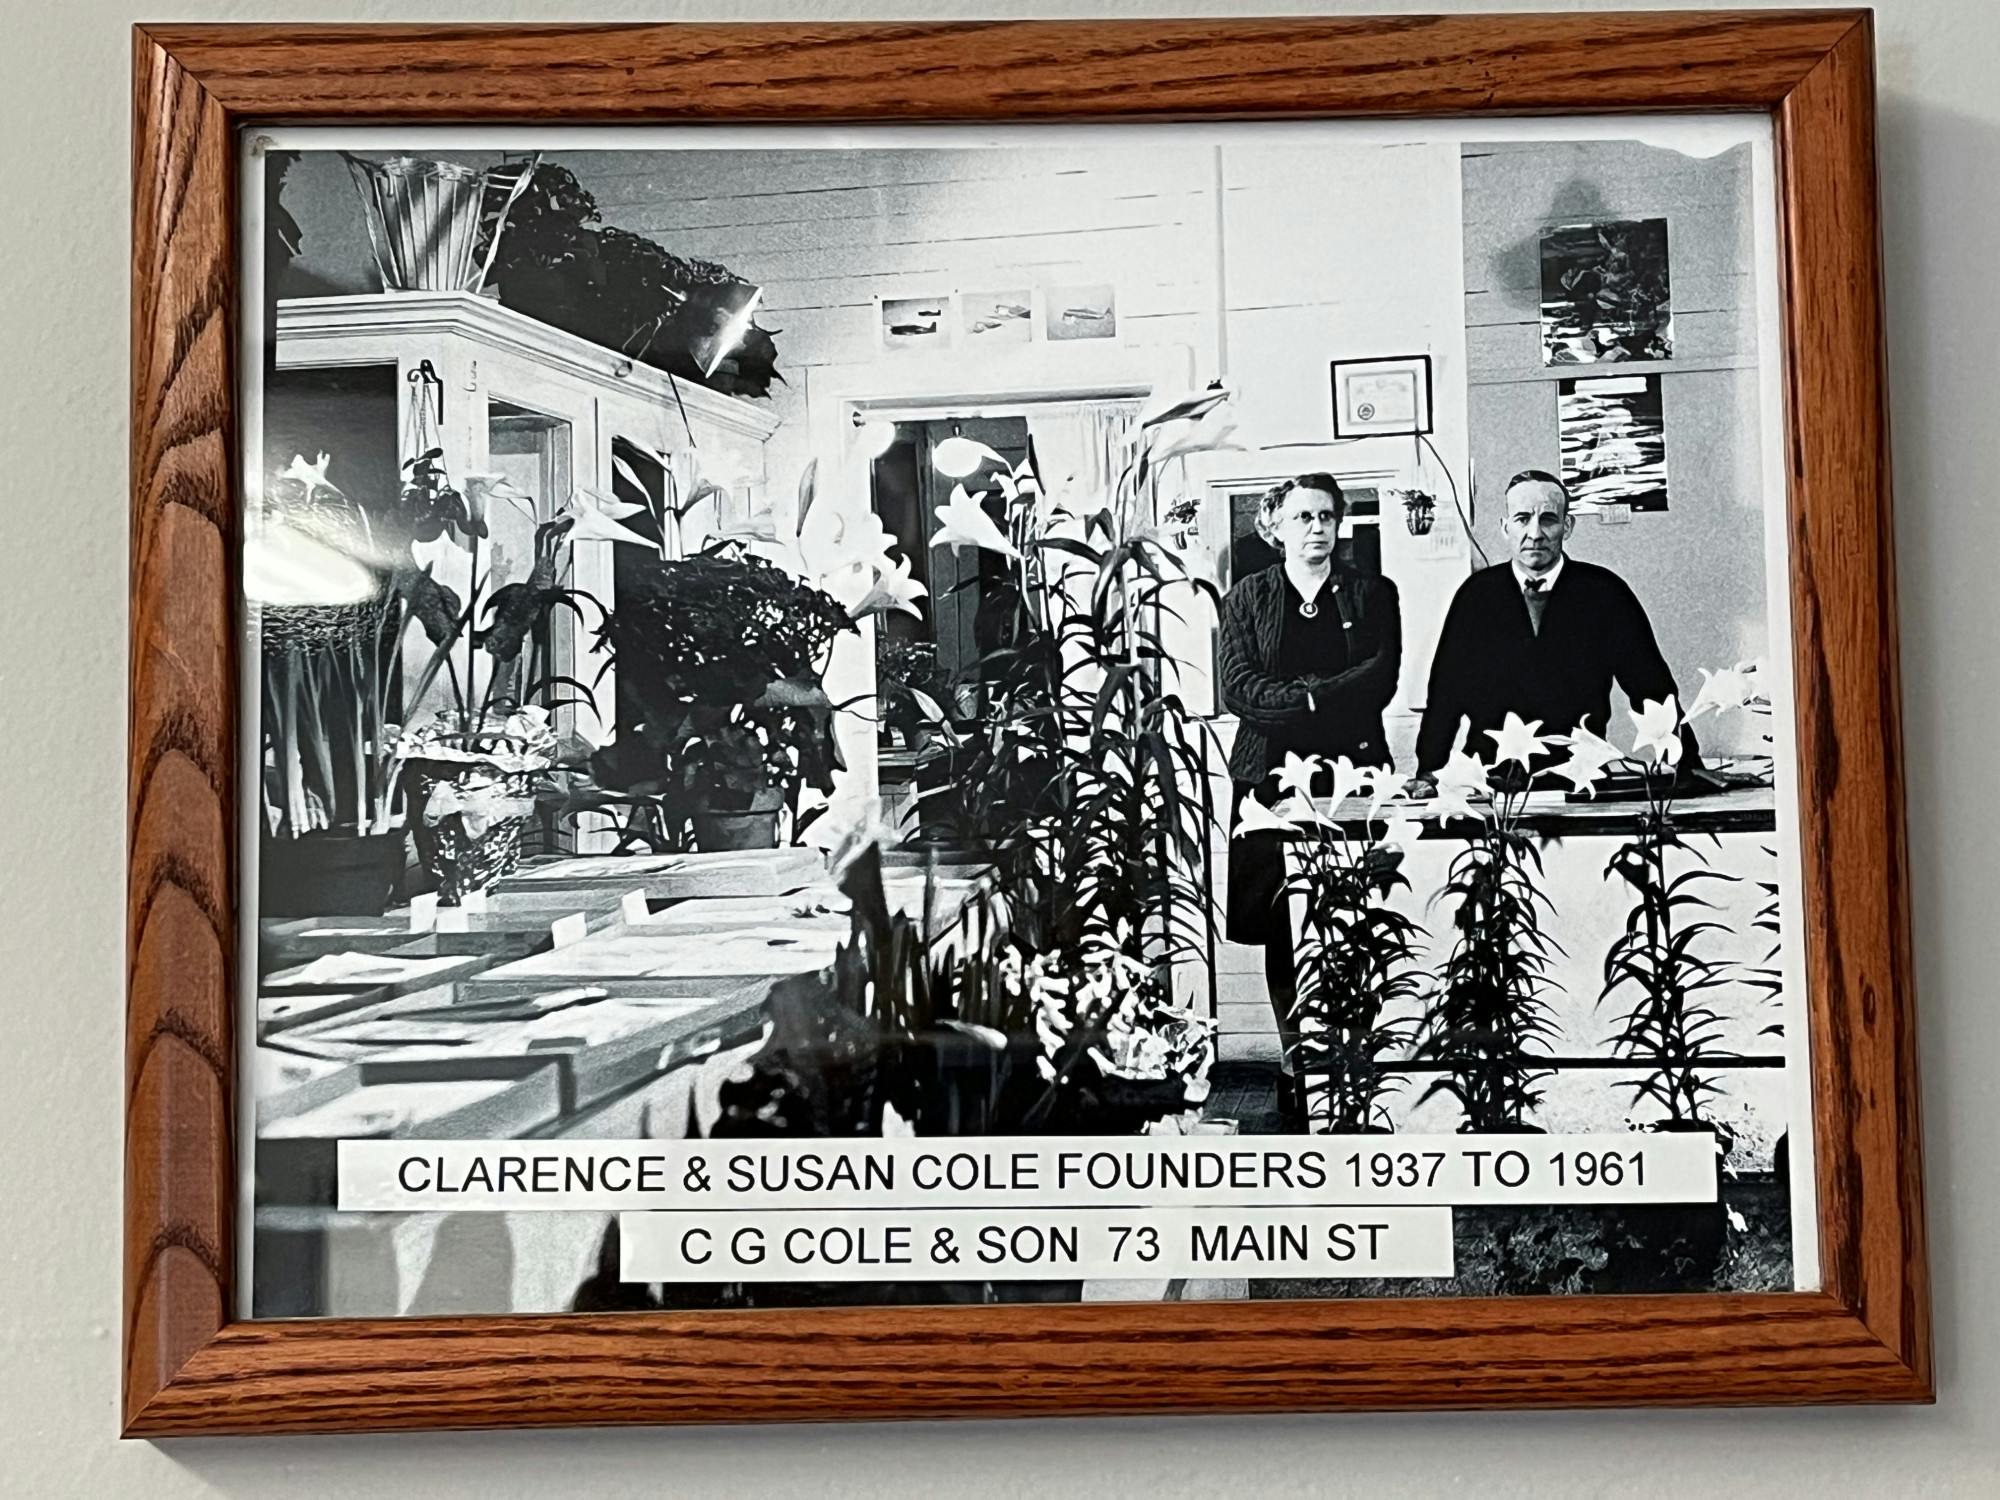 CLARENCE & SUSAN COLE FOUNDERS 1937 TO 1961
C G COLE & SON 73 MAIN ST